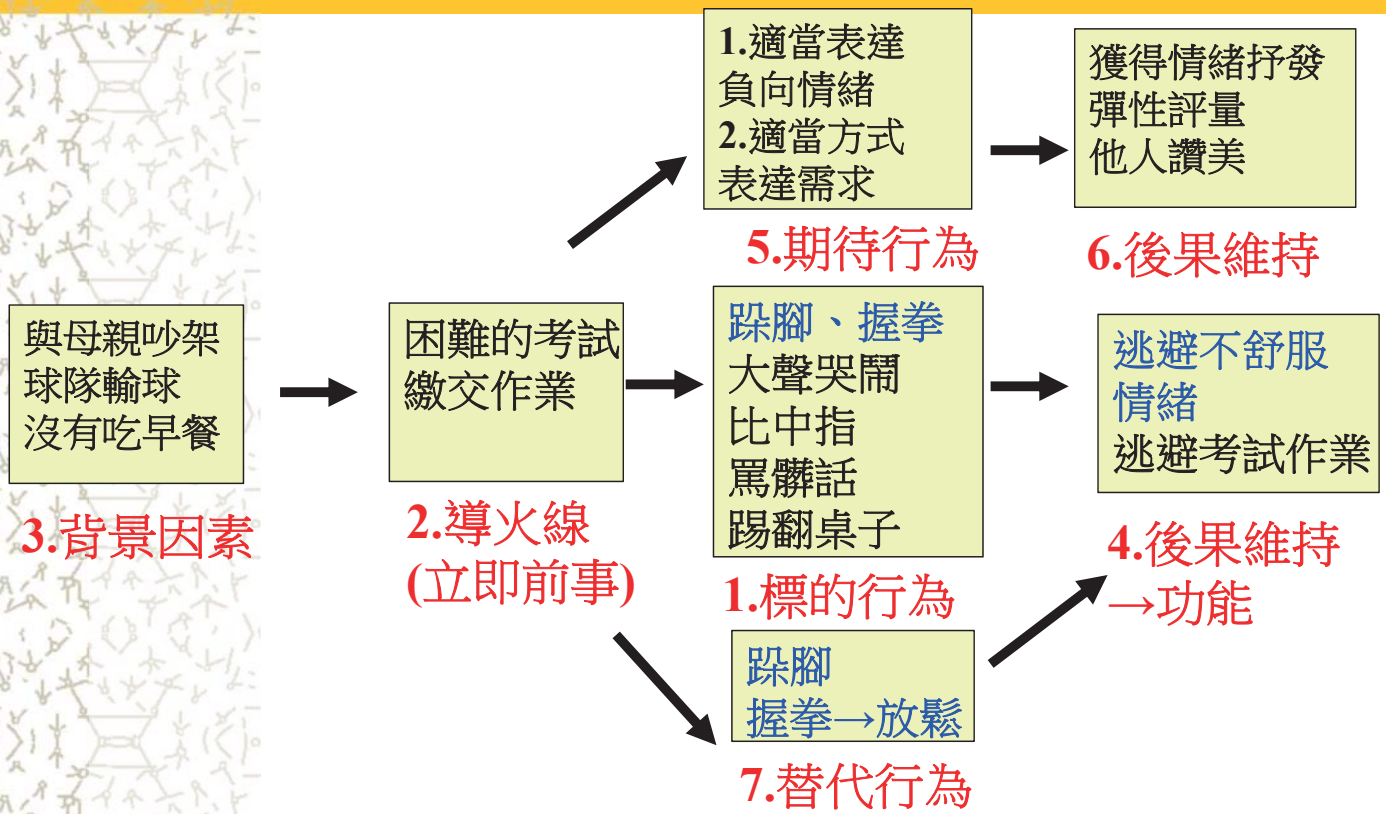 1.適當表達
負向情緒
2.適當方式
表達需求
5.期待行為
獲得情緒抒發
彈性評量
他人讚美
6.後果維持
與母親吵架
球隊輸球
沒有吃早餐
3.背景因素
困難的考試
繳交作業
2.導火線
(立即前事)
跺腳、握拳
大聲哭鬧
比中指
罵髒話
踢翻桌子
1.標的行為
逃避不舒服
情緒
逃避考試作業
4.後果維持
→功能
跺腳
握拳→放鬆
7.替代行為